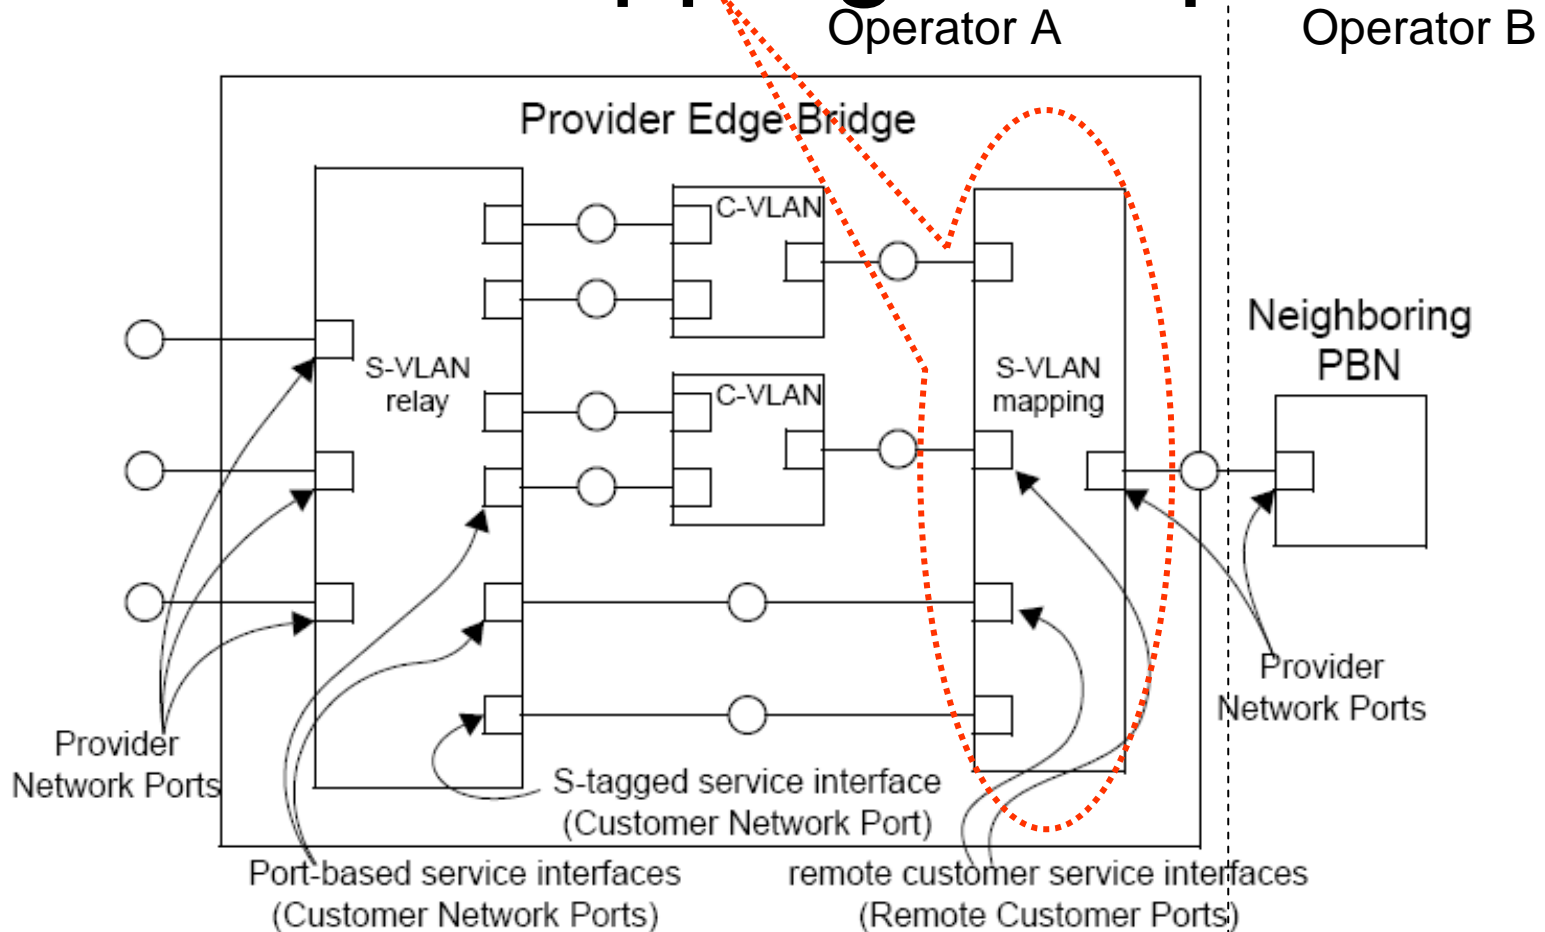 Operator A
Operator B
Provider Edge Bridge
C-VLAN
S-VLAN
relay
C-VLAN
S-VLAN
mapping
Neighboring
PBN
Provider
Network Ports
Provider
Network Ports
S-tagged service interface
(Customer Network Port)
Port-based service interfaces
(Customer Network Ports)
remote customer service interfaces
(Remote Customer Ports)